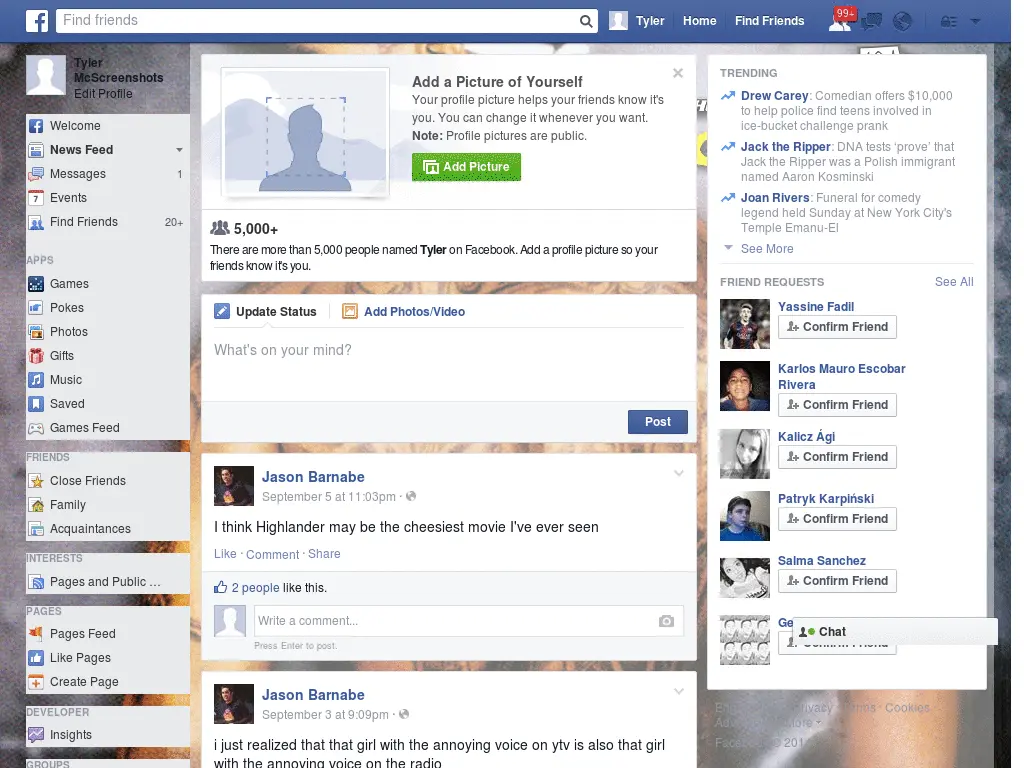 Find friends
Tyler
Home
Find Friends
99+
Tyler
McScreenshots
Edit Profile
Welcome
News Feed
Messages 1
Events
Find Friends 20+
APPS
Games
Pokes
Photos
Gifts
Music
Saved
Games Feed
FRIENDS
Close Friends
Family
Acquaintances
INTERESTS
Pages and Public ...
PAGES
Pages Feed
Like Pages
Create Page
DEVELOPER
Insights
GROUPS
Add a Picture of Yourself
Your profile picture helps your friends know it's
you. You can change it whenever you want.
Note: Profile pictures are public.
Add Picture
5,000+
There are more than 5,000 people named Tyler on Facebook. Add a profile picture so your
friends know it's you.
Update Status
Add Photos/Video
What's on your mind?
Post
Jason Barnabe
September 5 at 11:03pm ·
I think Highlander may be the cheesiest movie I've ever seen
Like · Comment · Share
2 people like this.
Write a comment...
Press Enter to post.
Jason Barnabe
September 3 at 9:09pm ·
i just realized that that girl with the annoying voice on ytv is also that girl
with the annoying voice on the radio
TRENDING
Drew Carey: Comedian offers $10,000
to help police find teens involved in
ice-bucket challenge prank
Jack the Ripper: DNA tests ‘prove’ that
Jack the Ripper was a Polish immigrant
named Aaron Kosminski
Joan Rivers: Funeral for comedy
legend held Sunday at New York City's
Temple Emanu-El
See More
FRIEND REQUESTS See All
Yassine Fadil
Confirm Friend
Karlos Mauro Escobar
Rivera
Confirm Friend
Kalicz Ági
Confirm Friend
Patryk Karpiński
Confirm Friend
Salma Sanchez
Confirm Friend
Chat
Confirm Friend
Privacy · Terms · Cookies